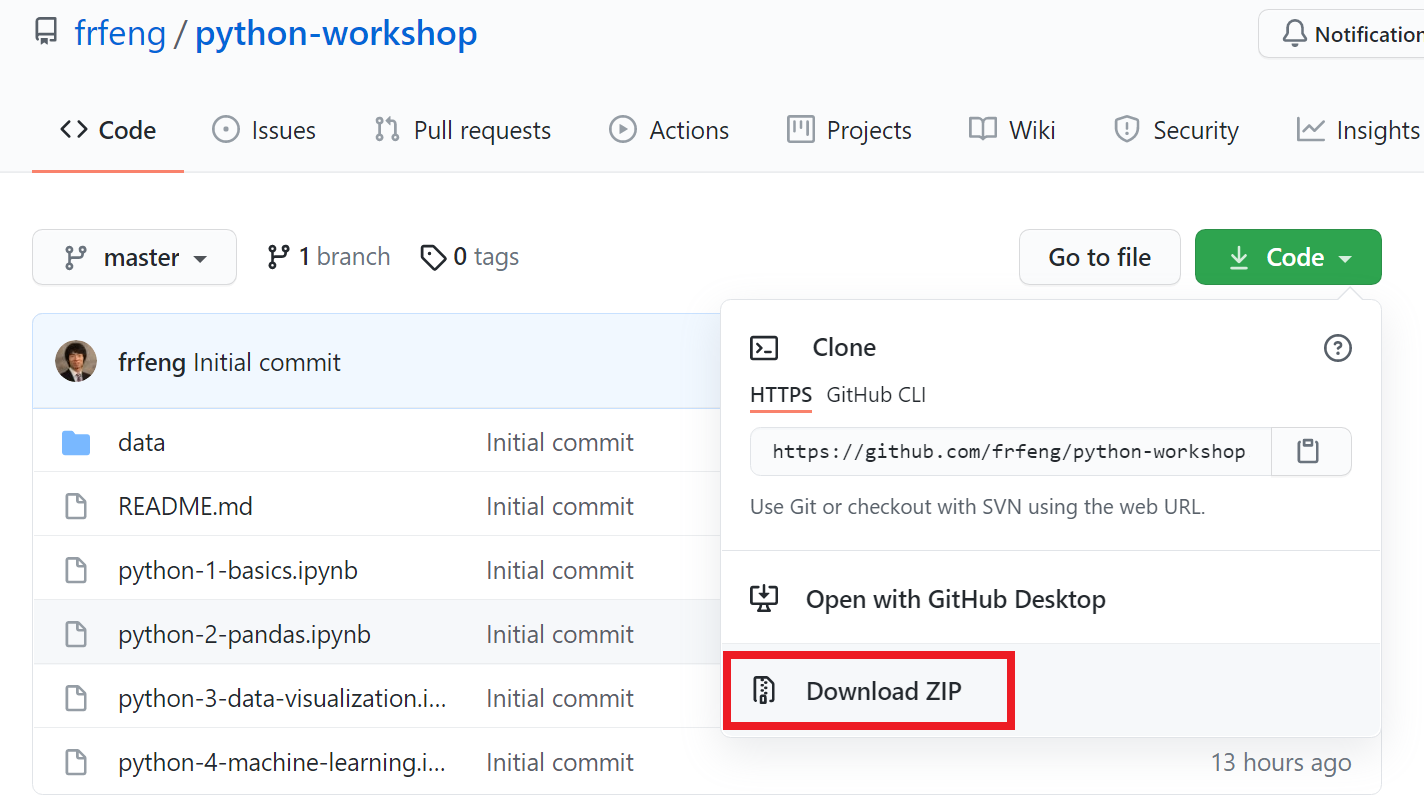 frfeng / python-workshop
Notification
Code Issues Pull requests Actions Projects Wiki Security Insights
master 1 branch 0 tags Go to file Code
frfeng Initial commit
Clone
HTTPS GitHub CLI
https://github.com/frfeng/python-workshop
Use Git or checkout with SVN using the web URL.
Open with GitHub Desktop
Download ZIP
data Initial commit
README.md Initial commit
python-1-basics.ipynb Initial commit
python-2-pandas.ipynb Initial commit
python-3-data-visualization.i... Initial commit
python-4-machine-learning.i... Initial commit 13 hours ago